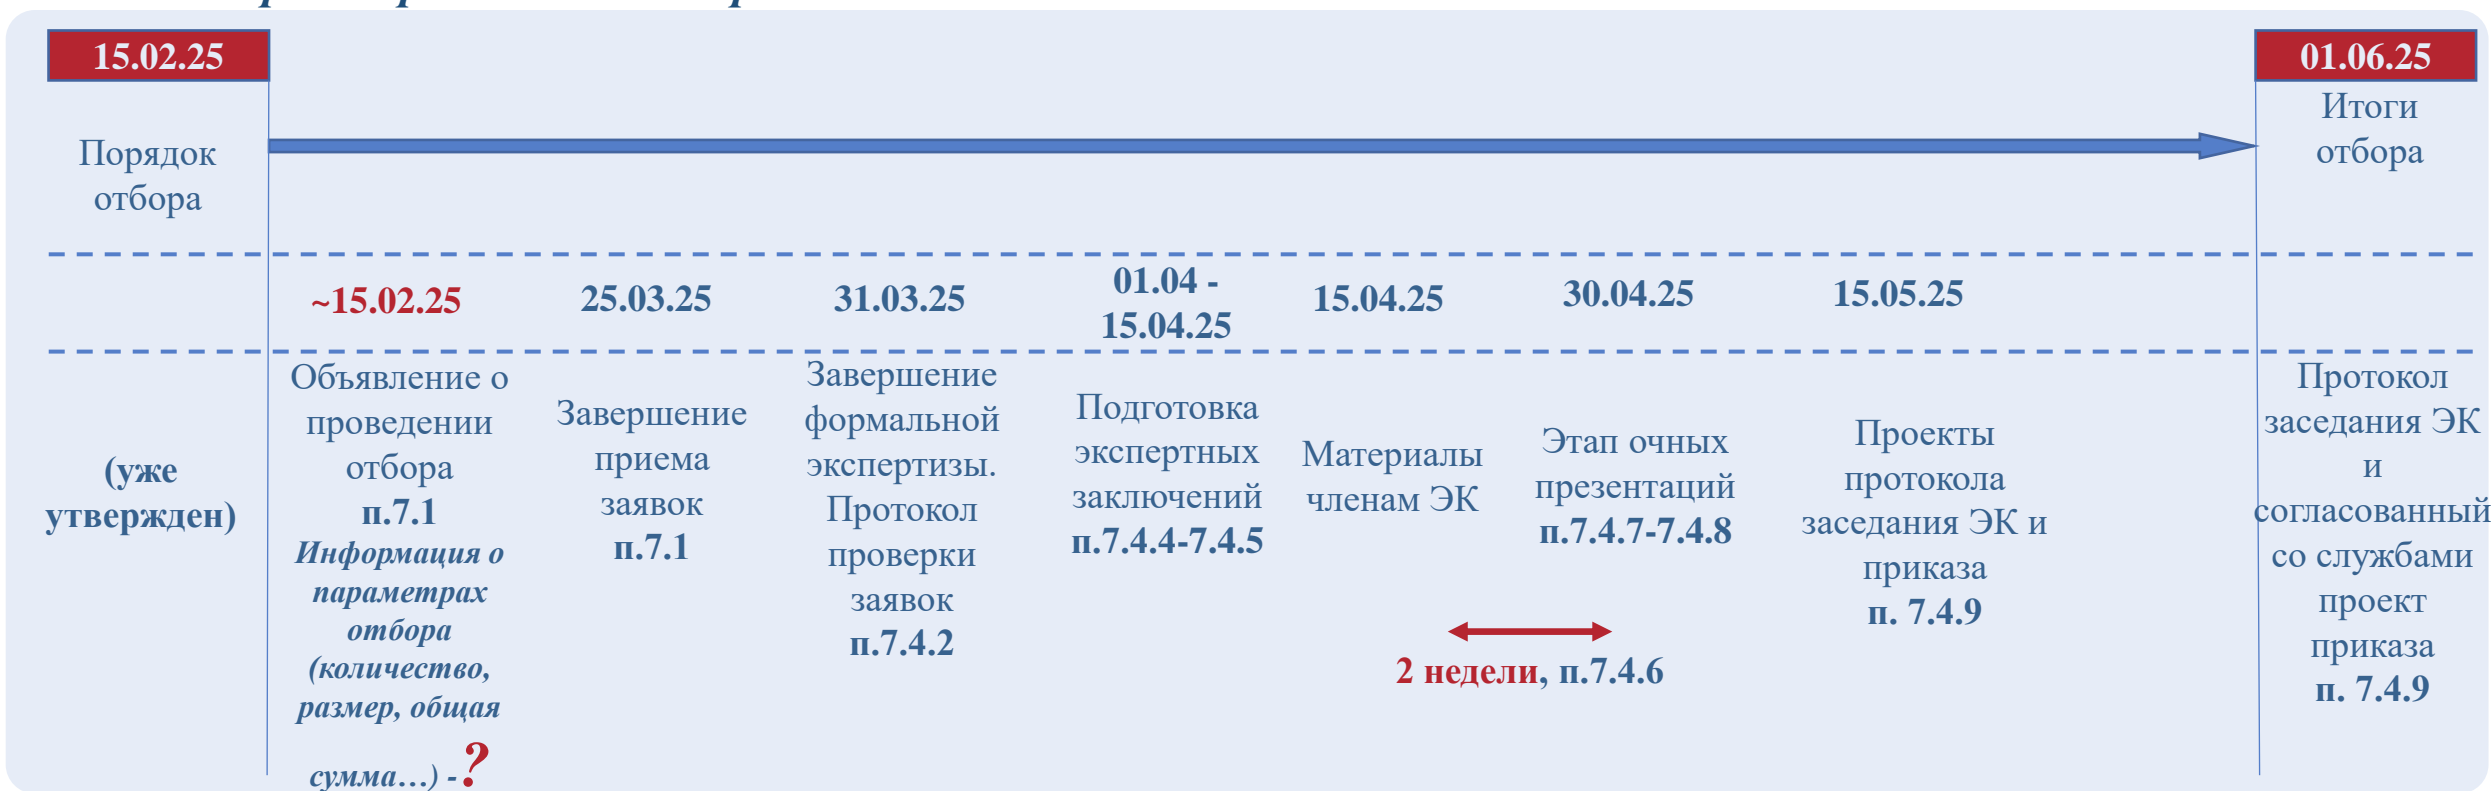 15.02.25
Порядок
отбора
01.06.25
Итоги
отбора
~15.02.25
25.03.25
31.03.25
01.04 -
15.04.25
15.04.25
30.04.25
15.05.25
(уже
утвержден)
Объявление о
проведении
отбора
п.7.1
Информация о
параметрах
отбора
(количество,
размер, общая
сумма…) -?
Завершение
приема
заявок
п.7.1
Завершение
формальной
экспертизы.
Протокол
проверки
заявок
п.7.4.2
Подготовка
экспертных
заключений
п.7.4.4-7.4.5
Материалы
членам ЭК
Этап очных
презентаций
п.7.4.7-7.4.8
2 недели, п.7.4.6
Проекты
протокола
заседания ЭК и
приказа
п. 7.4.9
Протокол
заседания ЭК
и
согласованный
со службами
проект
приказа
п. 7.4.9